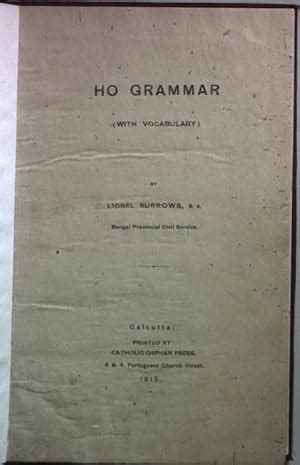 HO GRAMMAR
(WITH VOCABULARY)
BY
LIONEL BURROWS, B. A.
Bengal Provincial Civil Service.
Calcutta:
PRINTED AT
CATHOLIC ORPHAN PRESS,
3 & 4, Portuguese Church Street.
1915.